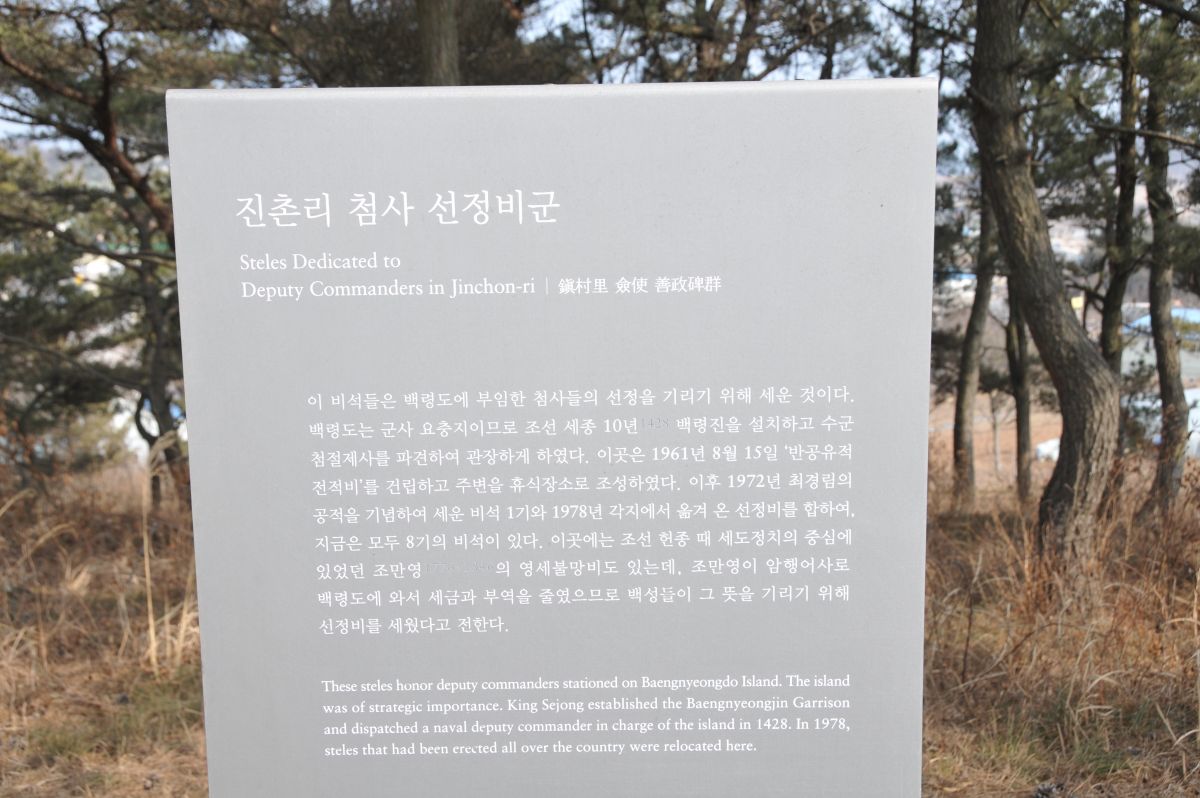 진촌리 첨사 선정비군
Steles Dedicated to
Deputy Commanders in Jinchon-ri | 鎭村里 僉使 善政碑群
이 비석들은 백령도에 부임한 첨사들의 선정을 기리기 위해 세운 것이다.
백령도는 군사 요충지이므로 조선 세종 10년 1428 백령진을 설치하고 수군
첨절제사를 파견하여 관장하게 하였다. 이곳은 1961년 8월 15일 '반공유적
전적비'를 건립하고 주변을 휴식장소로 조성하였다. 이후 1972년 최경림의
공적을 기념하여 세운 비석 1기와 1978년 각지에서 옮겨 온 선정비를 합하여,
지금은 모두 8기의 비석이 있다. 이곳에는 조선 헌종 때 세도정치의 중심에
있었던 조만영 의 영세불망비도 있는데, 조만영이 암행어사로
백령도에 와서 세금과 부역을 줄였으므로 백성들이 그 뜻을 기리기 위해
선정비를 세웠다고 전한다.
These steles honor deputy commanders stationed on Baengnyeongdo Island. The island
was of strategic importance. King Sejong established the Baengnyeongjin Garrison
and dispatched a naval deputy commander in charge of the island in 1428. In 1978,
steles that had been erected all over the country were relocated here.